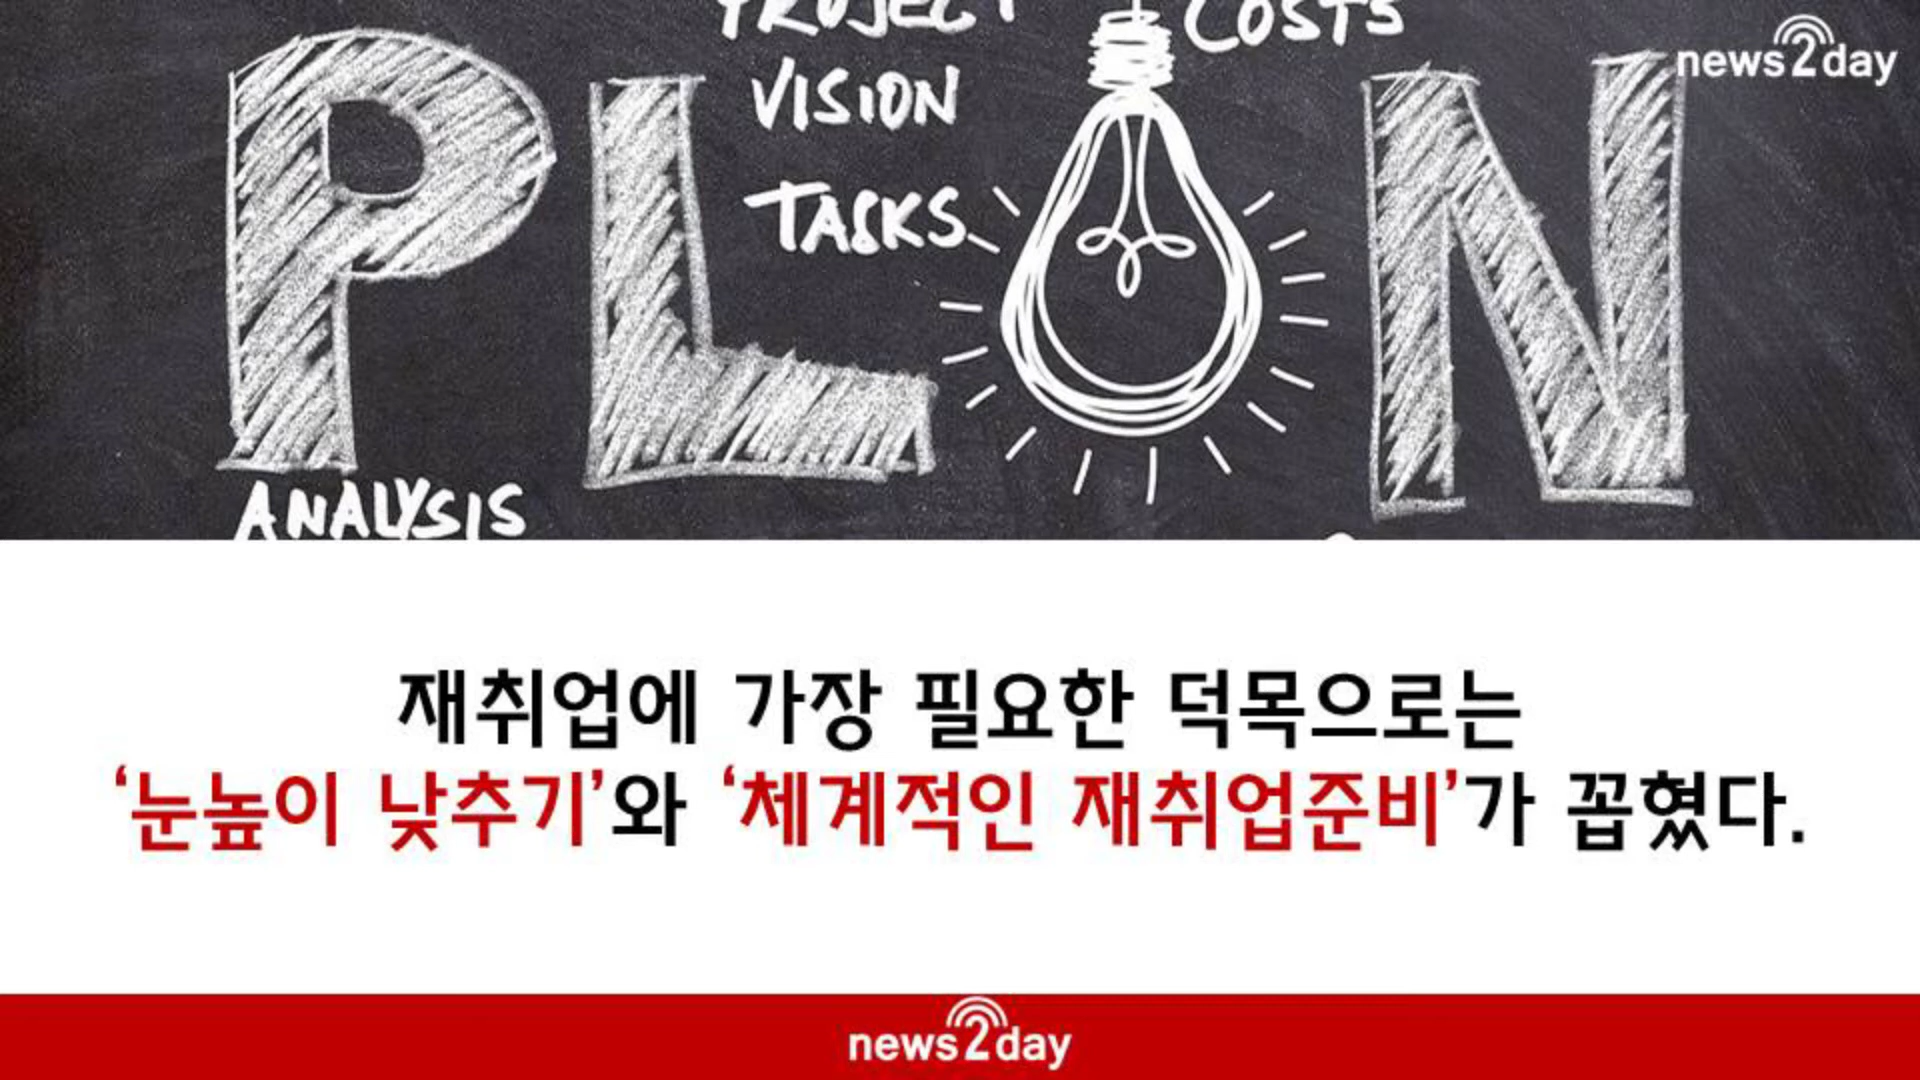 PROJECT
COSTS
news2day
VISION
PLAN
TASKS
ANALYSIS
재취업에 가장 필요한 덕목으로는
‘눈높이 낮추기’와 ‘체계적인 재취업준비’가 꼽혔다.
news2day